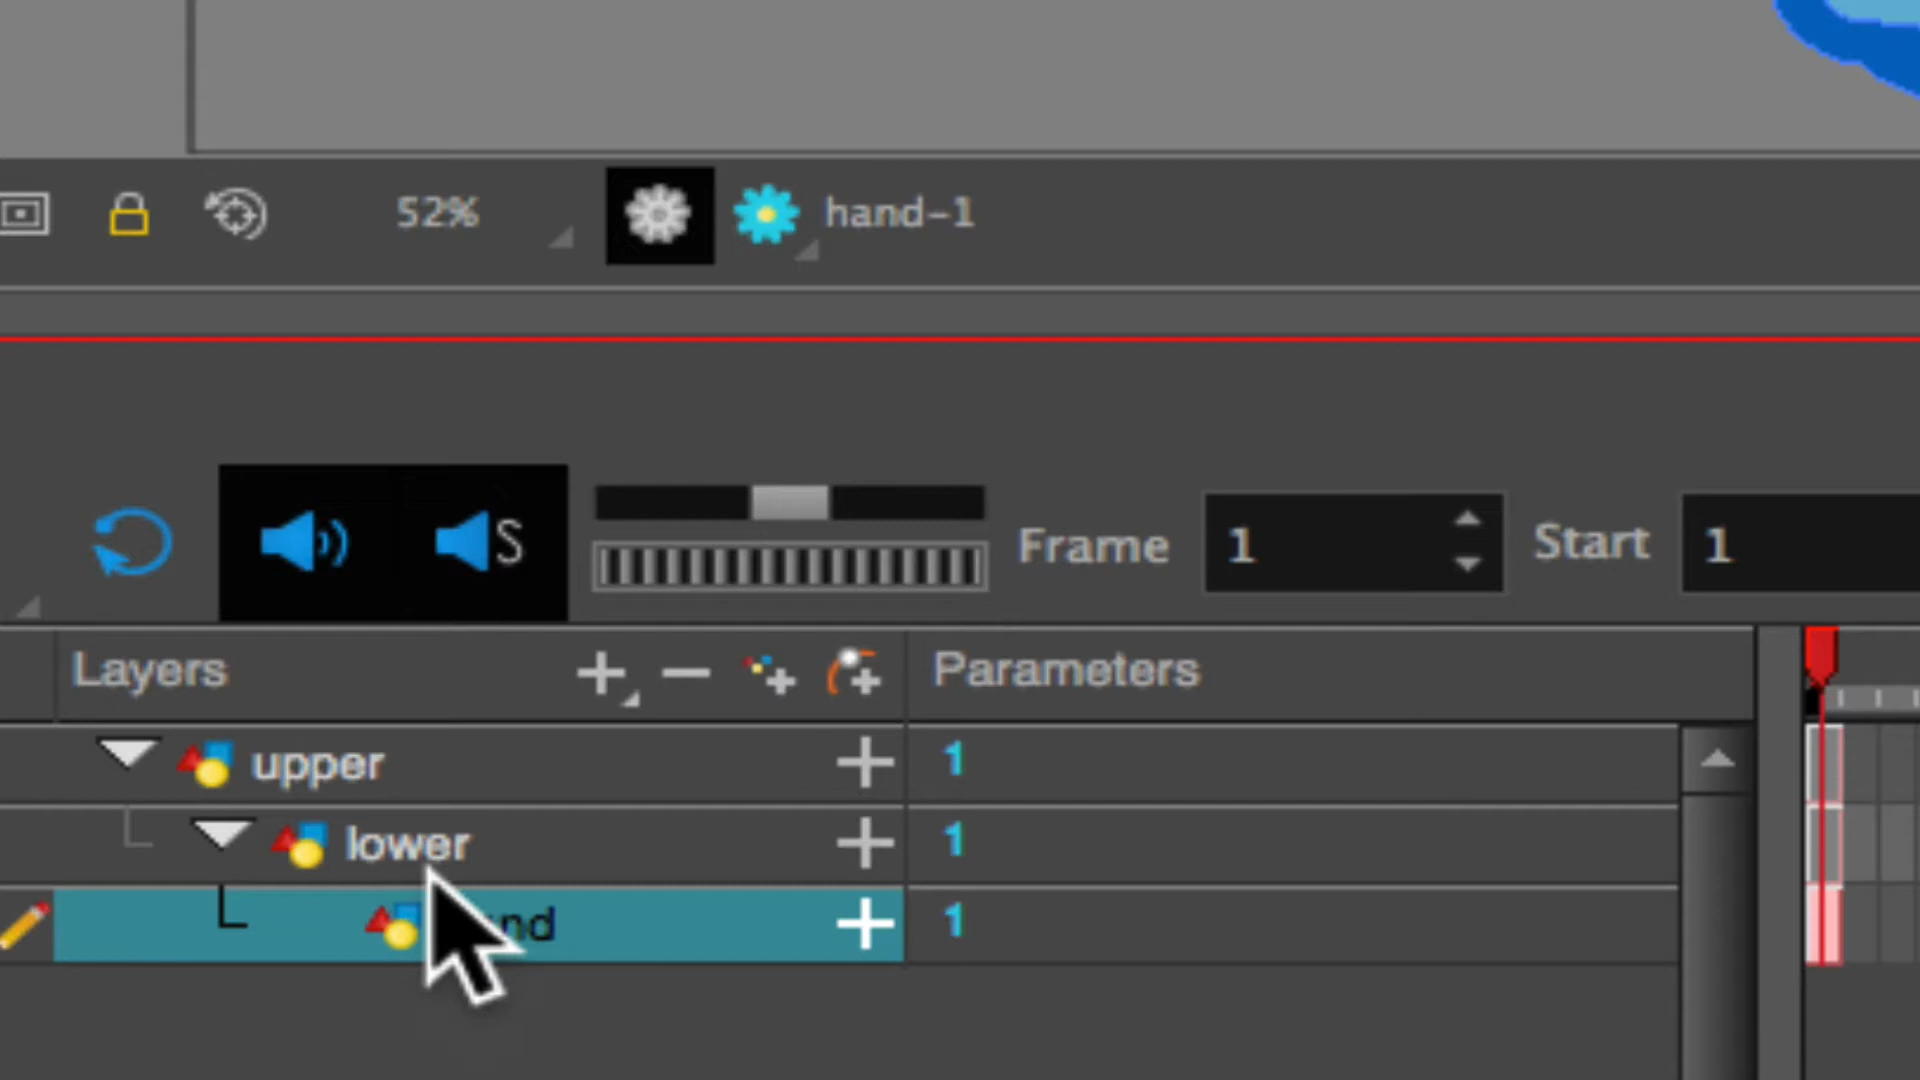 52% hand-1
S Frame 1 Start 1
Layers Parameters
upper 1
lower 1
1